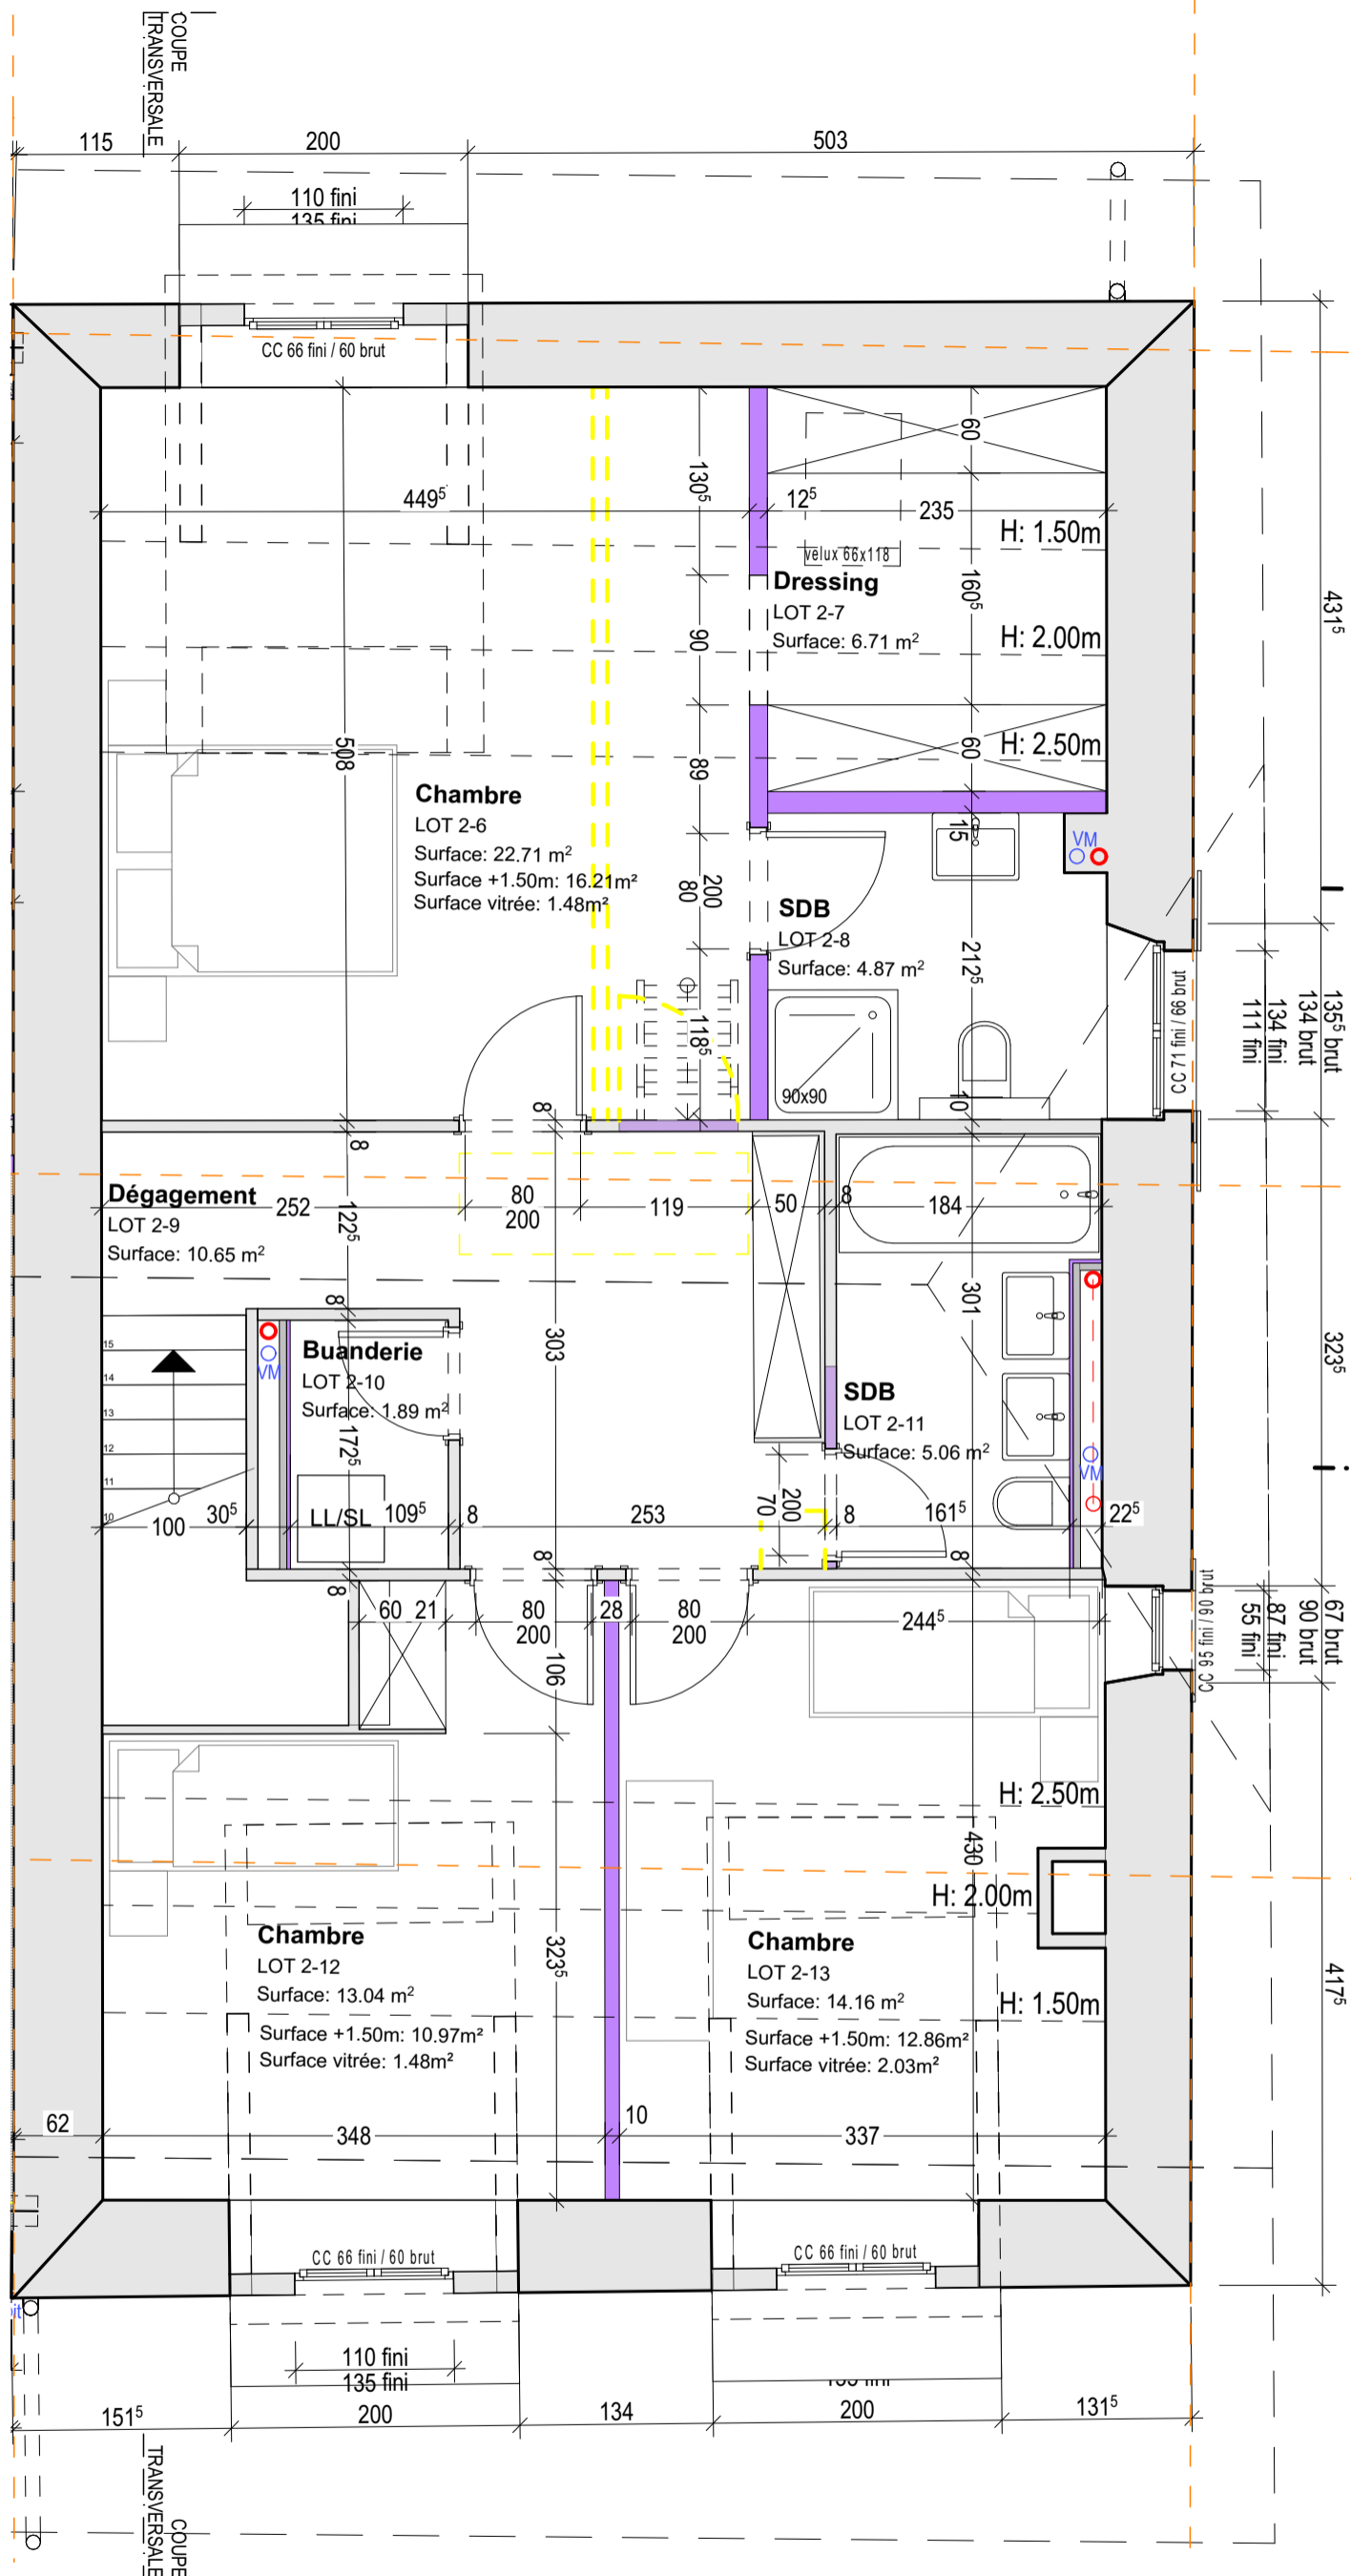 COUPE
TRANSVERSALE
115
200
503
110 fini
135 fini
CC 66 fini / 60 brut
449⁵
130⁵
12⁵
60
235
H: 1.50m
velux 66x118
Dressing
LOT 2-7
Surface: 6.71 m²
160⁵
431⁵
90
H: 2.00m
508
89
60
H: 2.50m
Chambre
LOT 2-6
Surface: 22.71 m²
Surface +1.50m: 16.21m²
Surface vitrée: 1.48m²
15
VM
200
80
SDB
LOT 2-8
Surface: 4.87 m²
212⁵
CC 71 fini / 66 brut
135⁵ brut
134 brut
134 fini
111 fini
118⁵
90x90
10
8
8
Dégagement
LOT 2-9
Surface: 10.65 m²
252
122⁵
80
200
119
50
8
184
8
301
303
323⁵
15
14
13
12
11
10
VM
Buanderie
LOT 2-10
Surface: 1.89 m²
172⁵
SDB
LOT 2-11
Surface: 5.06 m²
VM
100
30⁵
LL/SL
109⁵
8
253
200
70
8
161⁵
22⁵
8
8
8
60
21
80
200
28
80
200
244⁵
106
CC 95 fini / 90 brut
67 brut
90 brut
87 fini
55 fini
H: 2.50m
430
H: 2.00m
Chambre
LOT 2-12
Surface: 13.04 m²
Surface +1.50m: 10.97m²
Surface vitrée: 1.48m²
323⁵
Chambre
LOT 2-13
Surface: 14.16 m²
Surface +1.50m: 12.86m²
Surface vitrée: 2.03m²
H: 1.50m
417⁵
62
348
10
337
CC 66 fini / 60 brut
CC 66 fini / 60 brut
110 fini
135 fini
151⁵
200
134
200
131⁵
COUPE
TRANSVERSALE